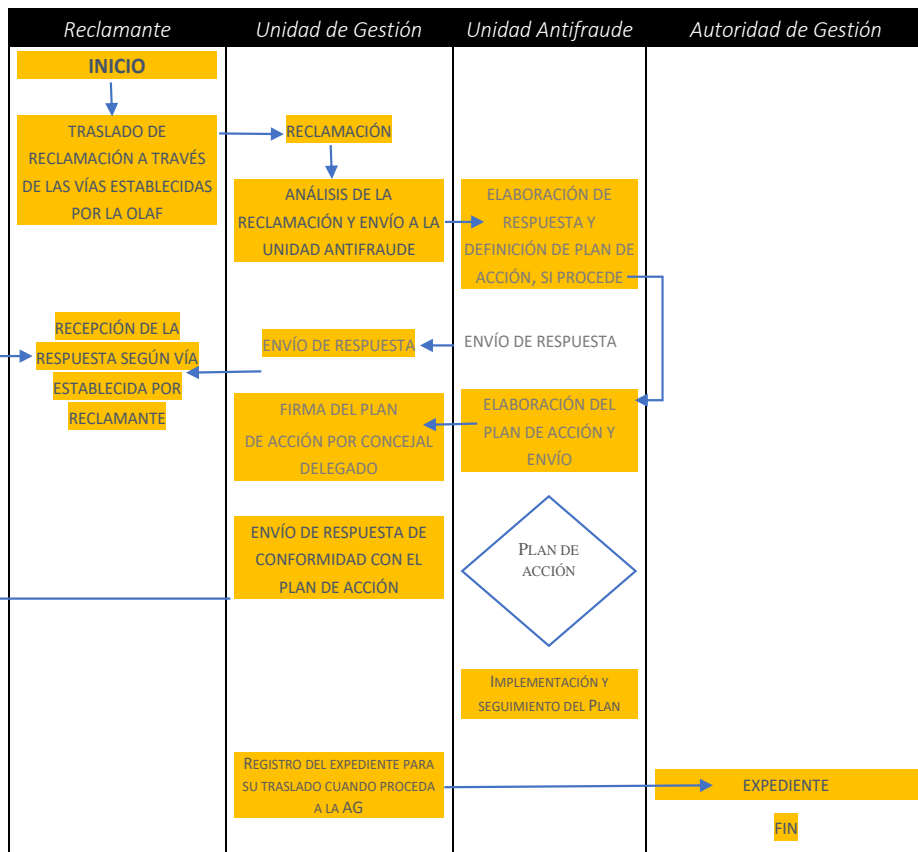 Reclamante
Unidad de Gestión
Unidad Antifraude
Autoridad de Gestión
INICIO
TRASLADO DE
RECLAMACIÓN A TRAVÉS
DE LAS VÍAS ESTABLECIDAS
POR LA OLAF
RECLAMACIÓN
ANÁLISIS DE LA
RECLAMACIÓN Y ENVÍO A LA
UNIDAD ANTIFRAUDE
ELABORACIÓN DE
RESPUESTA Y
DEFINICIÓN DE PLAN DE
ACCIÓN, SI PROCEDE
RECEPCIÓN DE LA
RESPUESTA SEGÚN VÍA
ESTABLECIDA POR
RECLAMANTE
ENVÍO DE RESPUESTA
ENVÍO DE RESPUESTA
FIRMA DEL PLAN
DE ACCIÓN POR CONCEJAL
DELEGADO
ELABORACIÓN DEL
PLAN DE ACCIÓN Y
ENVÍO
ENVÍO DE RESPUESTA DE
CONFORMIDAD CON EL
PLAN DE ACCIÓN
PLAN DE
ACCIÓN
IMPLEMENTACIÓN Y
SEGUIMIENTO DEL PLAN
REGISTRO DEL EXPEDIENTE PARA
SU TRASLADO CUANDO PROCEDA
A LA AG
EXPEDIENTE
FIN